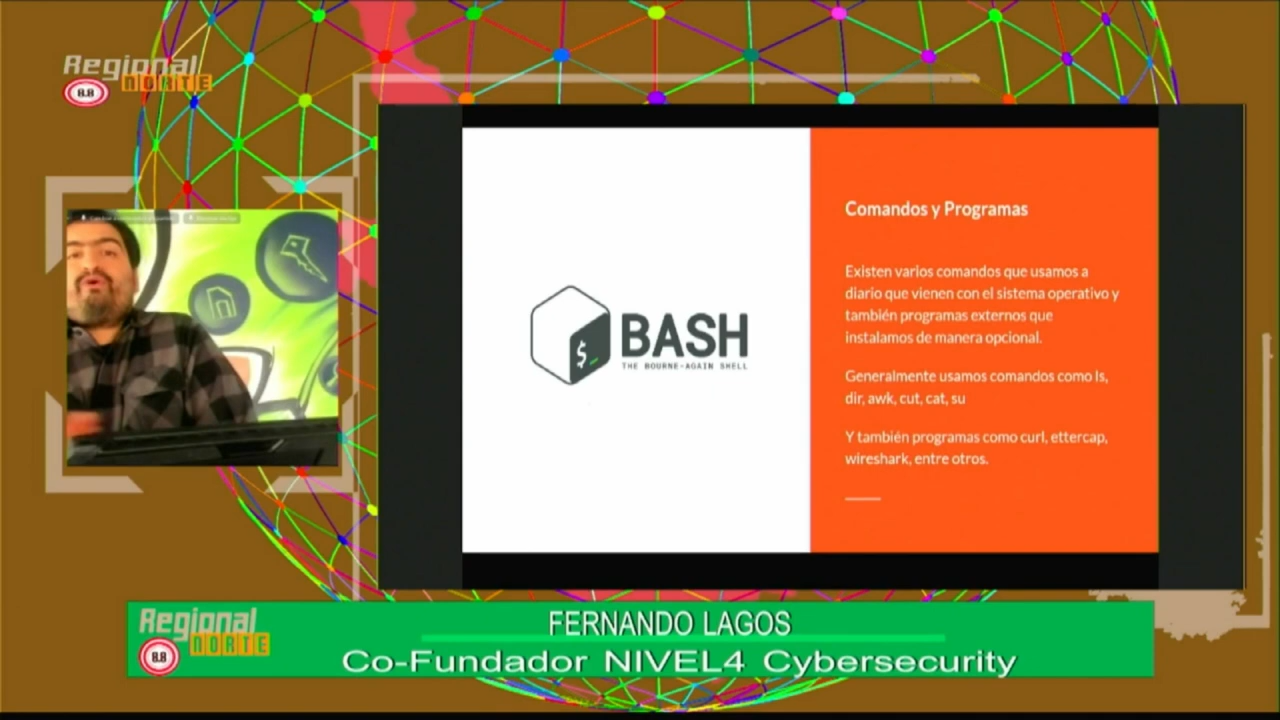 Regional
NORTE
8.8
Comandos y Programas
Existen varios comandos que usamos a
diario que vienen con el sistema operativo y
también programas externos que
instalamos de manera opcional.
Generalmente usamos comandos como ls,
dir, awk, cut, cat, su
Y también programas como curl, ettercap,
wireshark, entre otros.
$_
BASH
THE BOURNE-AGAIN SHELL
Regional
NORTE
8.8
FERNANDO LAGOS
Co-Fundador NIVEL4 Cybersecurity